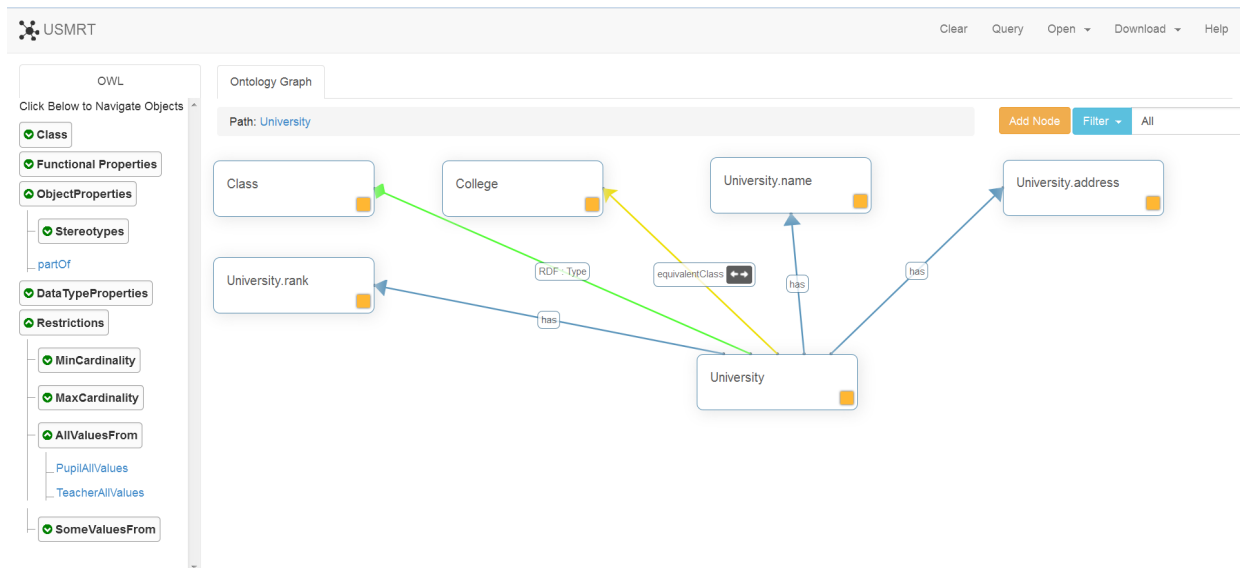 USMRT
Clear Query Open Download Help
OWL
Click Below to Navigate Objects
Class
Functional Properties
ObjectProperties
Stereotypes
partOf
DataTypeProperties
Restrictions
MinCardinality
MaxCardinality
AllValuesFrom
PupilAllValues
TeacherAllValues
SomeValuesFrom
Ontology Graph
Path: University
Add Node Filter All
Class
College
University.name
University.address
University.rank
RDF : Type
equivalentClass
has
has
has
University